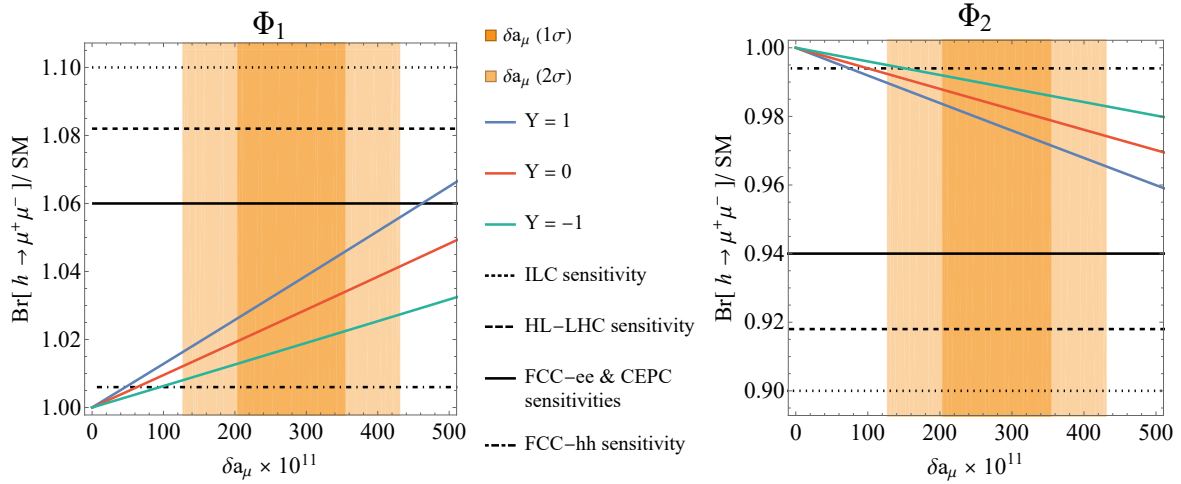 Φ1
Br[ h → μ+μ− ]/ SM
1.10
1.08
1.06
1.04
1.02
1.00
0
100
200
300
400
500
δaμ × 10^11
δaμ (1σ)
δaμ (2σ)
Y = 1
Y = 0
Y = −1
ILC sensitivity
HL−LHC sensitivity
FCC−ee & CEPC
sensitivities
FCC−hh sensitivity
Φ2
Br[ h → μ+μ− ]/ SM
1.00
0.98
0.96
0.94
0.92
0.90
0
100
200
300
400
500
δaμ × 10^11